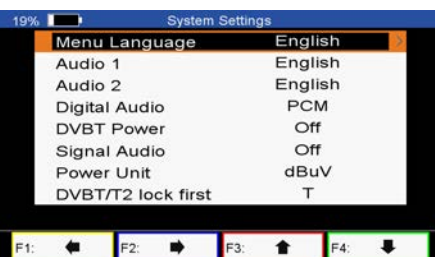 19% System Settings
Menu Language English >
Audio 1 English
Audio 2 English
Digital Audio PCM
DVBT Power Off
Signal Audio Off
Power Unit dBuV
DVBT/T2 lock first T
F1: F2: F3: F4: